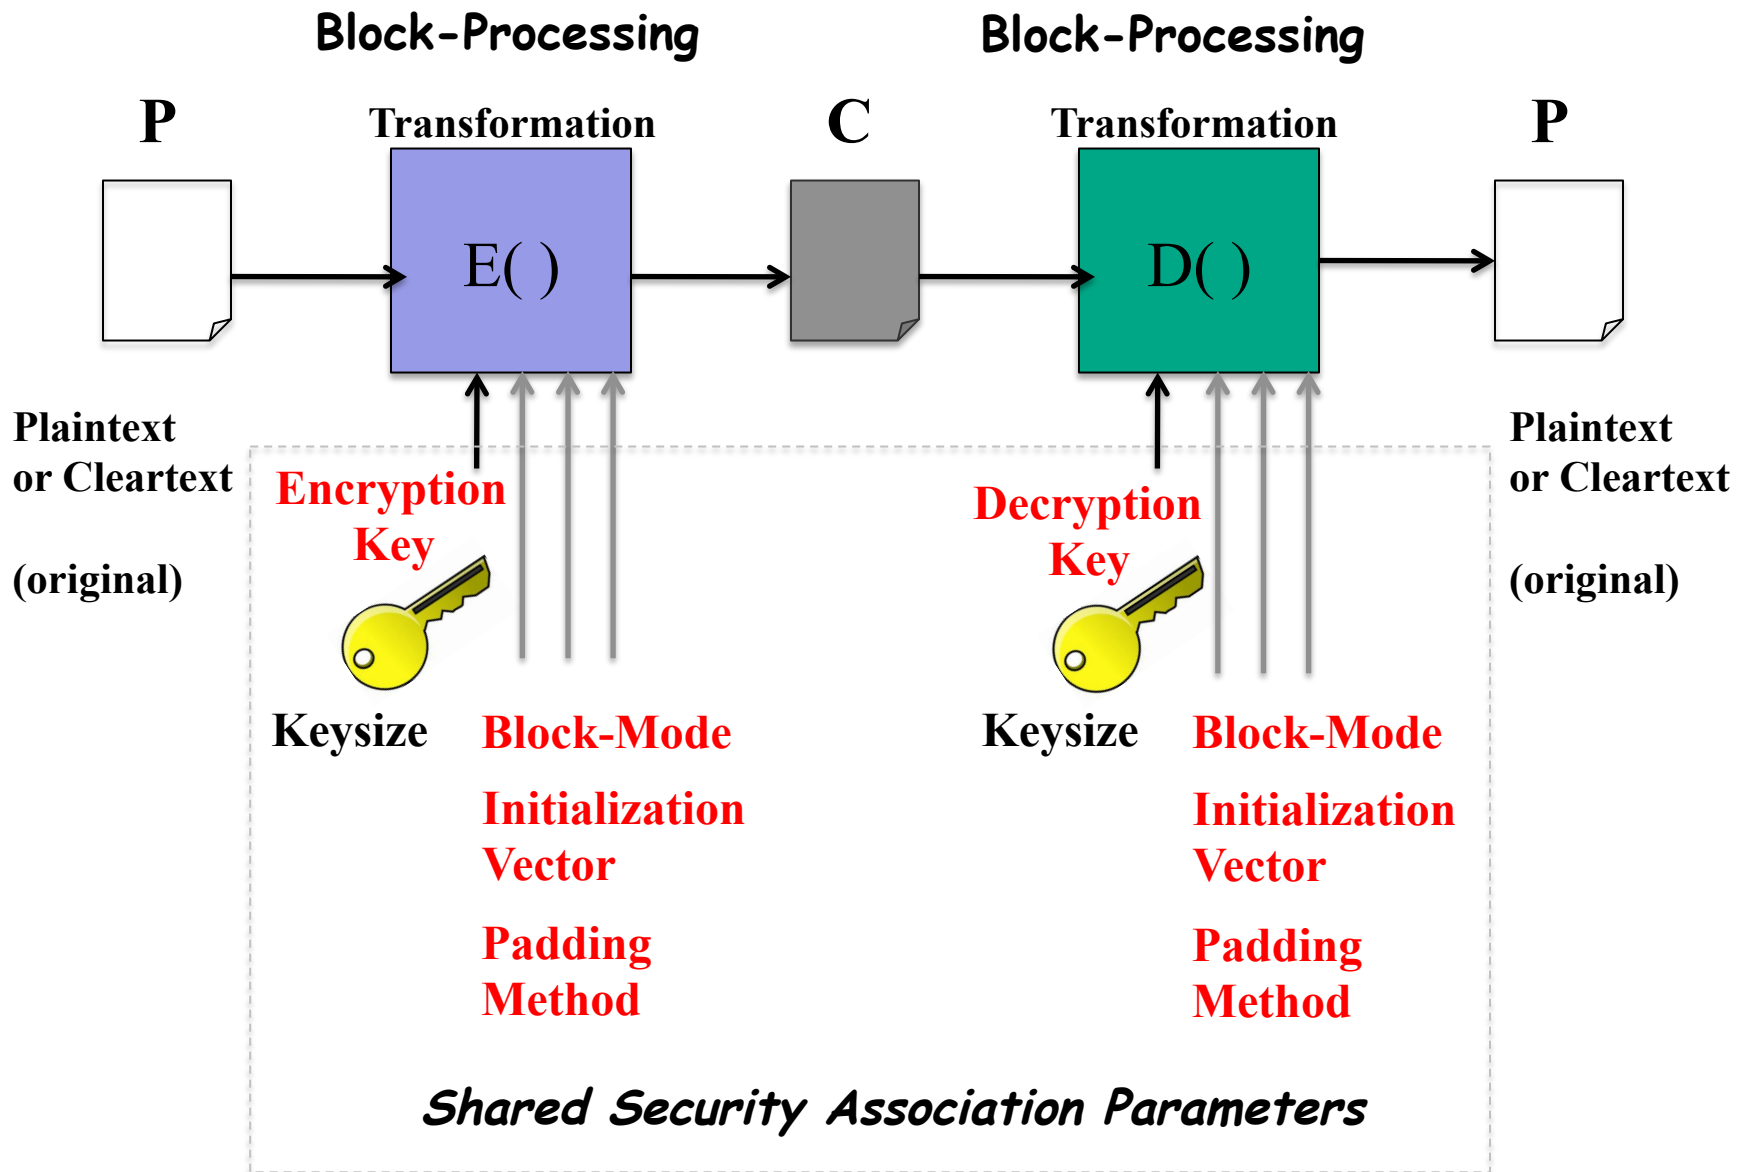 Block-Processing
Block-Processing
P
Transformation
C
Transformation
P
E( )
D( )
Plaintext
or Cleartext
(original)
Encryption
Key
Keysize
Block-Mode
Initialization
Vector
Padding
Method
Decryption
Key
Keysize
Block-Mode
Initialization
Vector
Padding
Method
Plaintext
or Cleartext
(original)
Shared Security Association Parameters